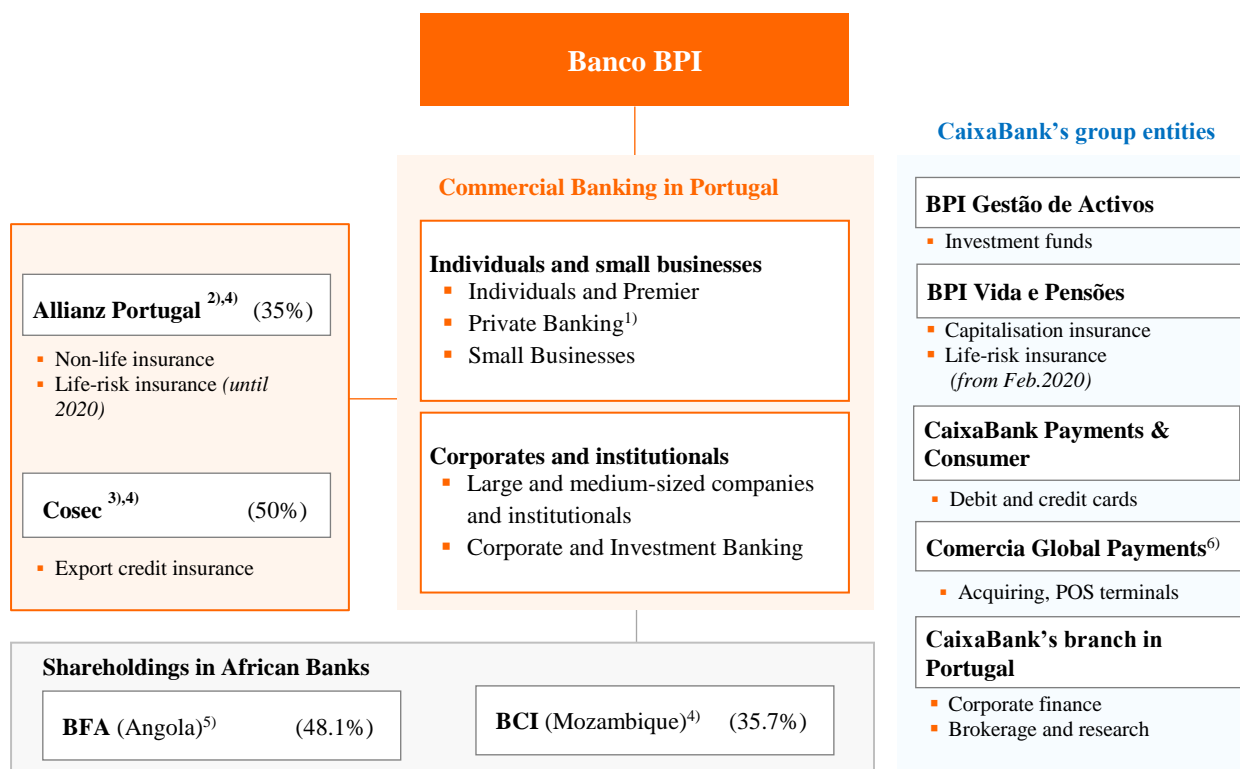 Banco BPI
Commercial Banking in Portugal
Individuals and small businesses
▪ Individuals and Premier
▪ Private Banking1)
▪ Small Businesses
Corporates and institutionals
▪ Large and medium-sized companies
and institutionals
▪ Corporate and Investment Banking
Allianz Portugal 2),4) (35%)
▪ Non-life insurance
▪ Life-risk insurance (until
2020)
Cosec 3),4) (50%)
▪ Export credit insurance
Shareholdings in African Banks
BFA (Angola)5) (48.1%)
BCI (Mozambique)4) (35.7%)
CaixaBank’s group entities
BPI Gestão de Activos
▪ Investment funds
BPI Vida e Pensões
▪ Capitalisation insurance
▪ Life-risk insurance
(from Feb.2020)
CaixaBank Payments &
Consumer
▪ Debit and credit cards
Comercia Global Payments6)
▪ Acquiring, POS terminals
CaixaBank’s branch in
Portugal
▪ Corporate finance
▪ Brokerage and research